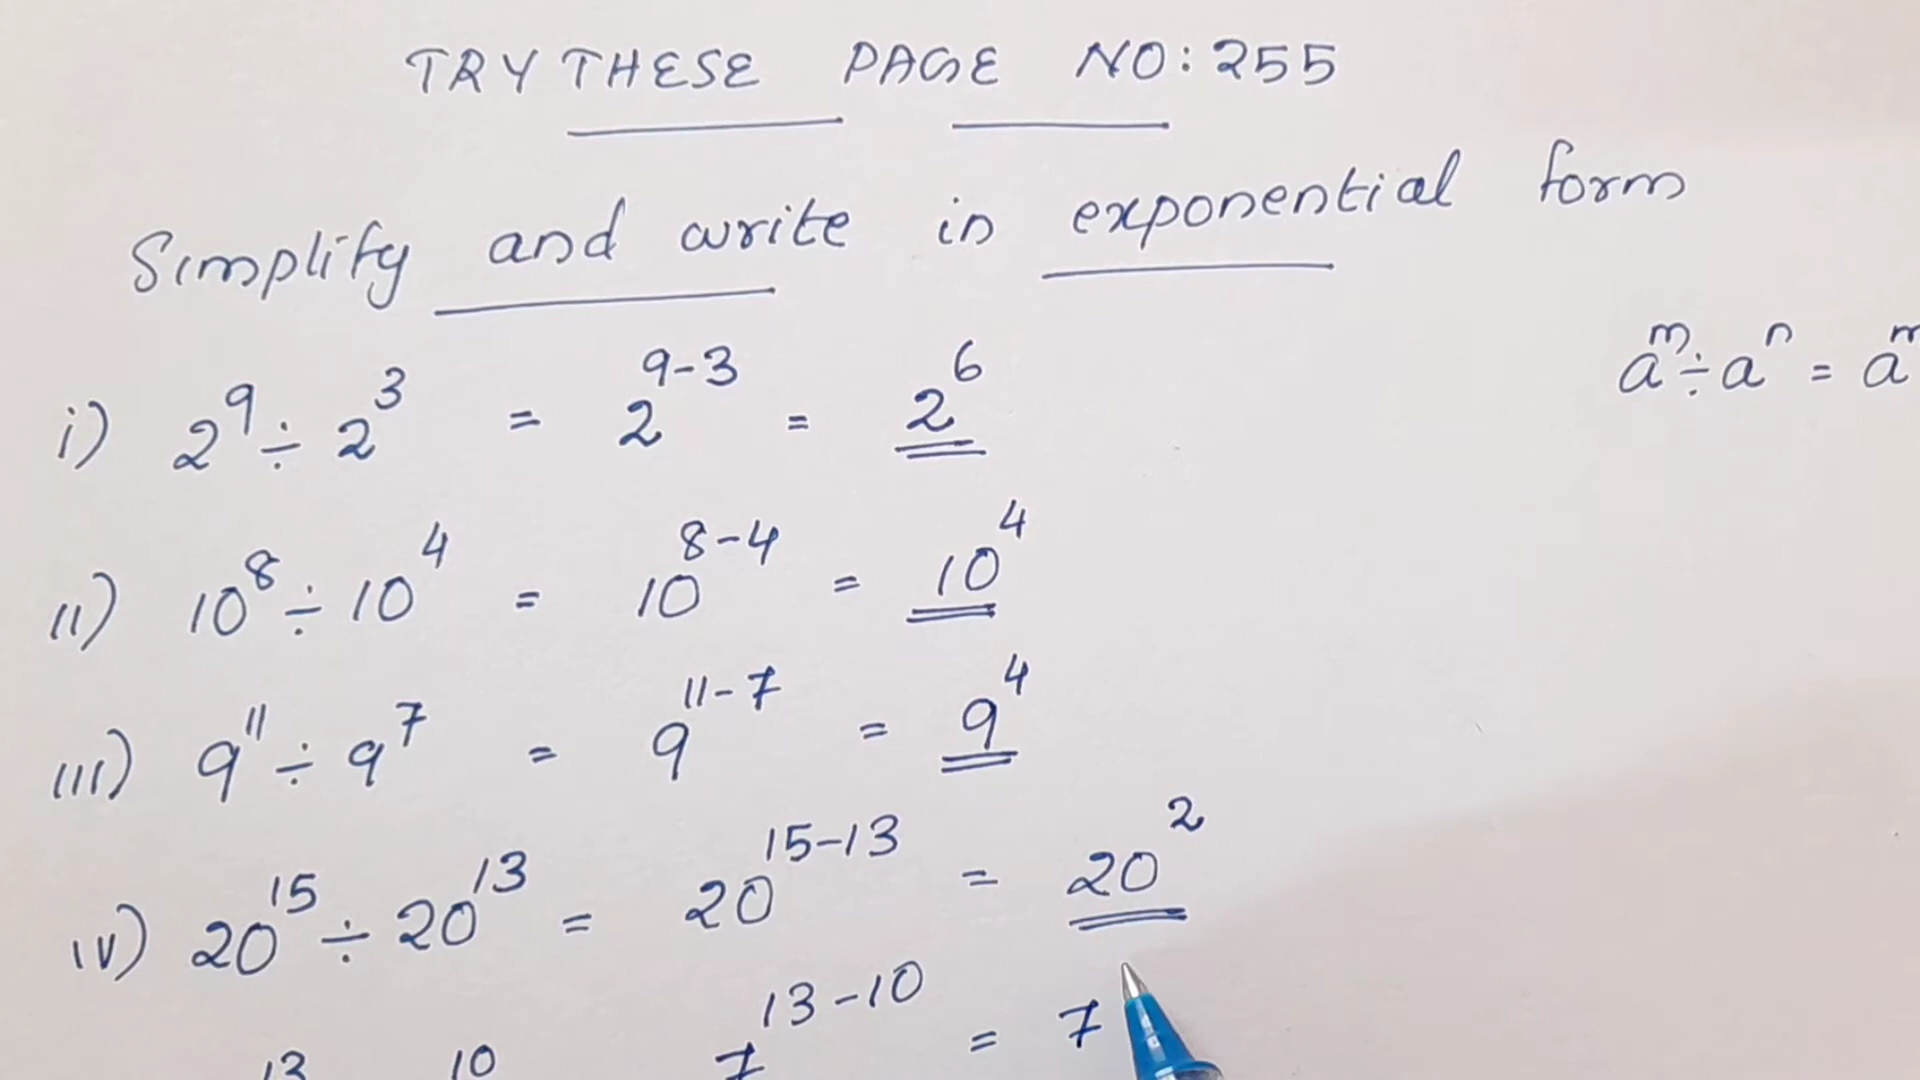 TRY THESE PAGE NO: 255
Simplify and write in exponential form
a^m ÷ a^n = a^m
i) 2^9 ÷ 2^3 = 2^9-3 = 2^6
ii) 10^8 ÷ 10^4 = 10^8-4 = 10^4
iii) 9^11 ÷ 9^7 = 9^11-7 = 9^4
iv) 20^15 ÷ 20^13 = 20^15-13 = 20^2
13 10 7^13-10 = 7